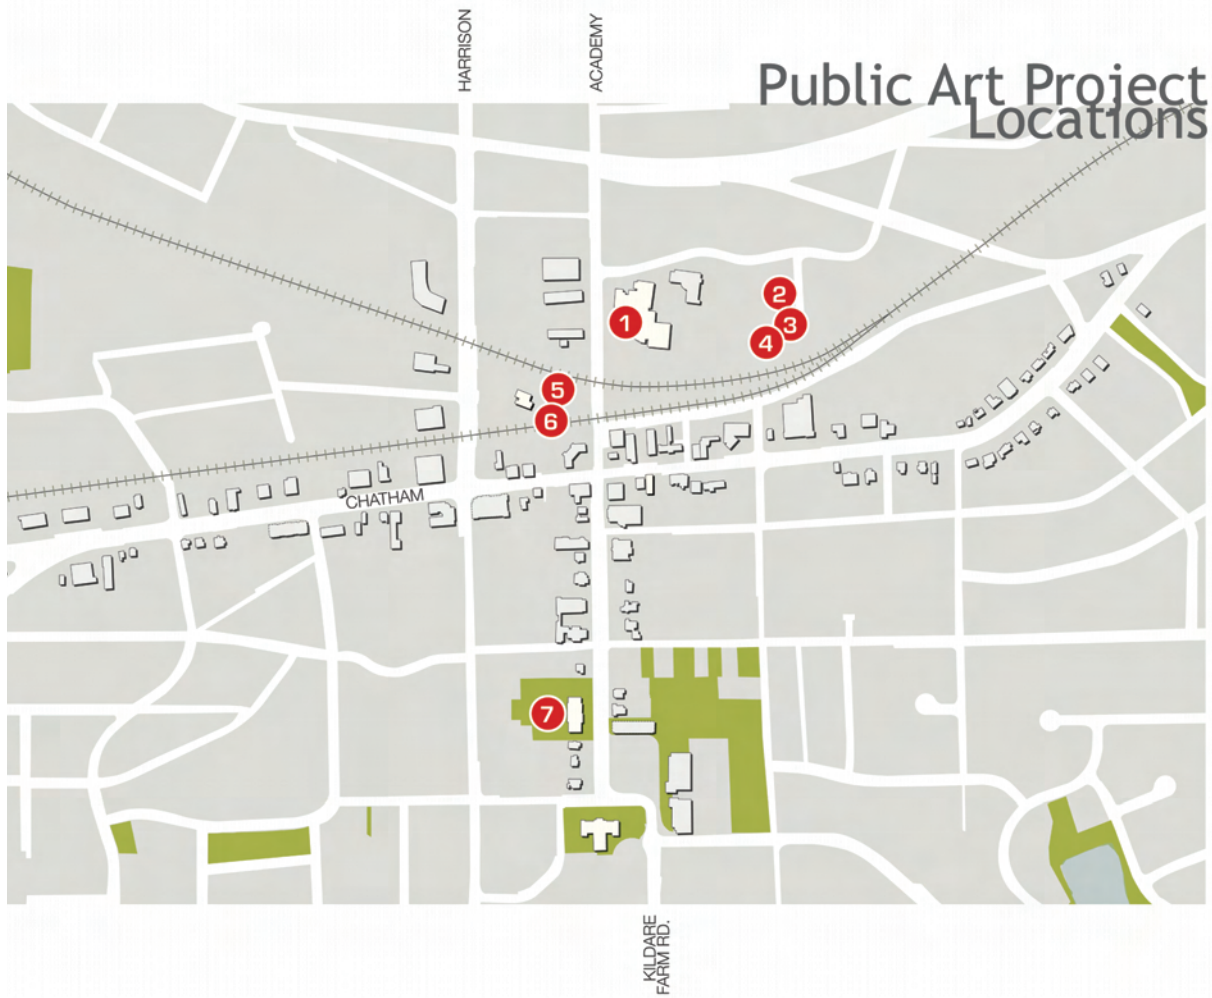 HARRISON
ACADEMY
Public Art Project
Locations
1
2
3
4
5
6
CHATHAM
7
KILDARE
FARM RD.